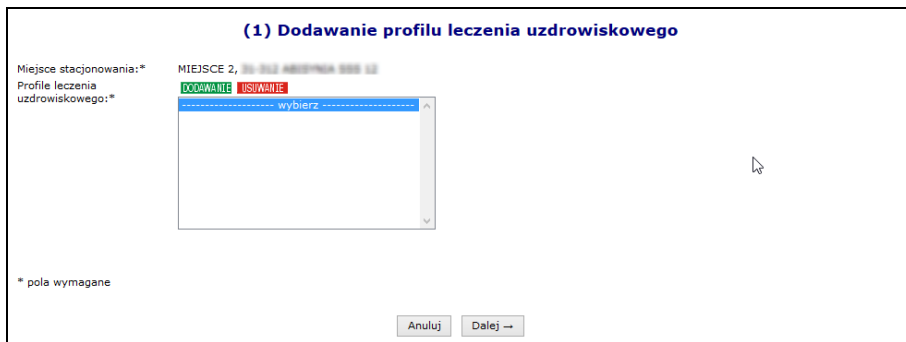 (1) Dodawanie profilu leczenia uzdrowiskowego
Miejsce stacjonowania:* MIEJSCE 2,
Profile leczenia
uzdrowiskowego:*
DODAWANIE USUWANIE
-------------------- wybierz --------------------
* pola wymagane
Anuluj Dalej →